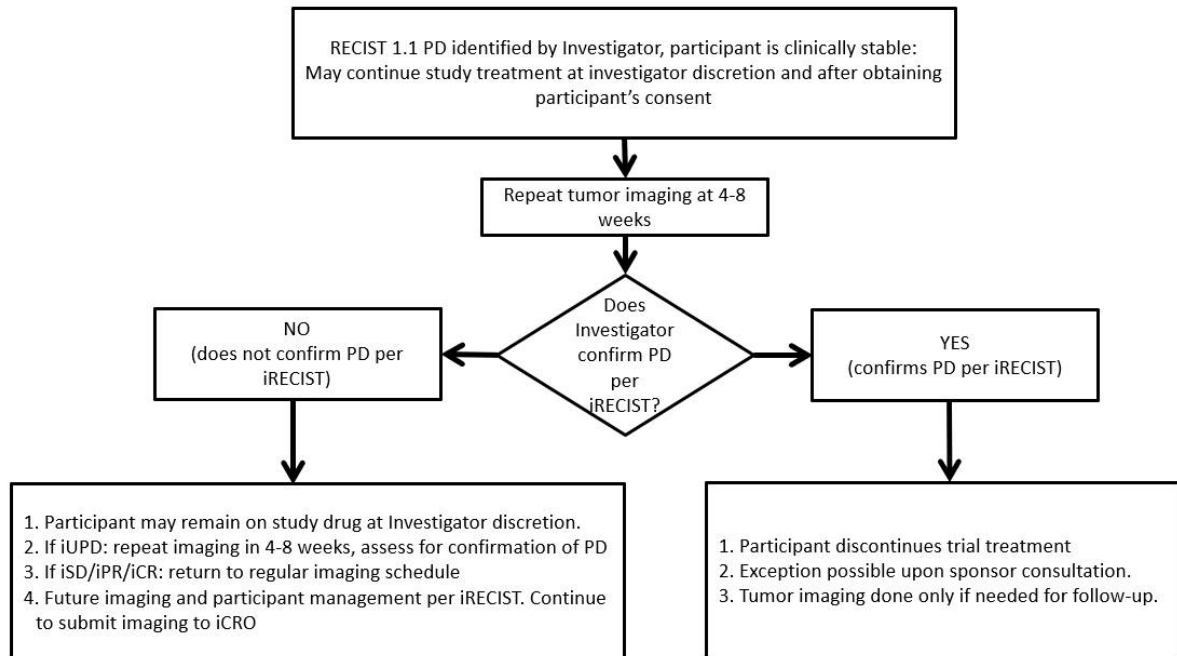 RECIST 1.1 PD identified by Investigator, participant is clinically stable:
May continue study treatment at investigator discretion and after obtaining
participant’s consent
Repeat tumor imaging at 4-8
weeks
Does
Investigator
confirm PD
per
iRECIST?
NO
(does not confirm PD per
iRECIST)
YES
(confirms PD per iRECIST)
1. Participant may remain on study drug at Investigator discretion.
2. If iUPD: repeat imaging in 4-8 weeks, assess for confirmation of PD
3. If iSD/iPR/iCR: return to regular imaging schedule
4. Future imaging and participant management per iRECIST. Continue
to submit imaging to iCRO
1. Participant discontinues trial treatment
2. Exception possible upon sponsor consultation.
3. Tumor imaging done only if needed for follow-up.